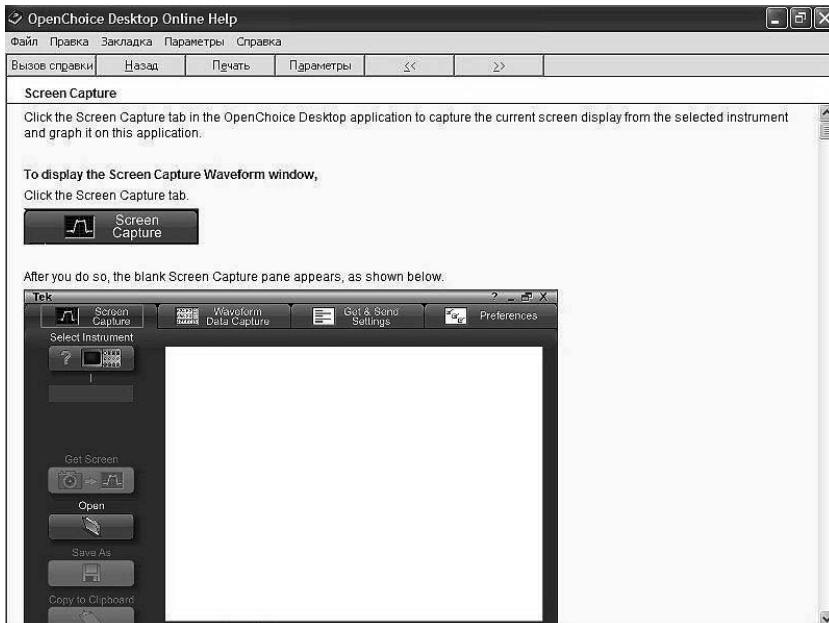 OpenChoice Desktop Online Help
Файл Правка Закладка Параметры Справка
Вызов справки Назад Печать Параметры << >>
Screen Capture
Click the Screen Capture tab in the OpenChoice Desktop application to capture the current screen display from the selected instrument
and graph it on this application.
To display the Screen Capture Waveform window,
Click the Screen Capture tab.
Screen
Capture
After you do so, the blank Screen Capture pane appears, as shown below.
Tek ? _ X
Screen
Capture
Waveform
Data Capture
Get & Send
Settings
Preferences
Select Instrument
?
Get Screen
Open
Save As
Copy to Clipboard